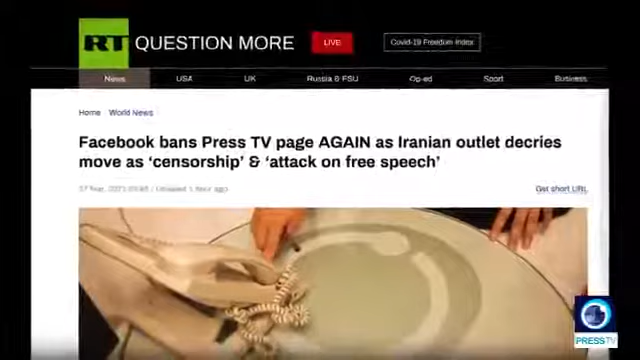 RT QUESTION MORE
LIVE
Covid-19 Freedom Index
News USA UK Russia & FSU Op-ed Sport Business
Home World News
Facebook bans Press TV page AGAIN as Iranian outlet decries
move as ‘censorship’ & ‘attack on free speech’
Get short URL
PRESSTV